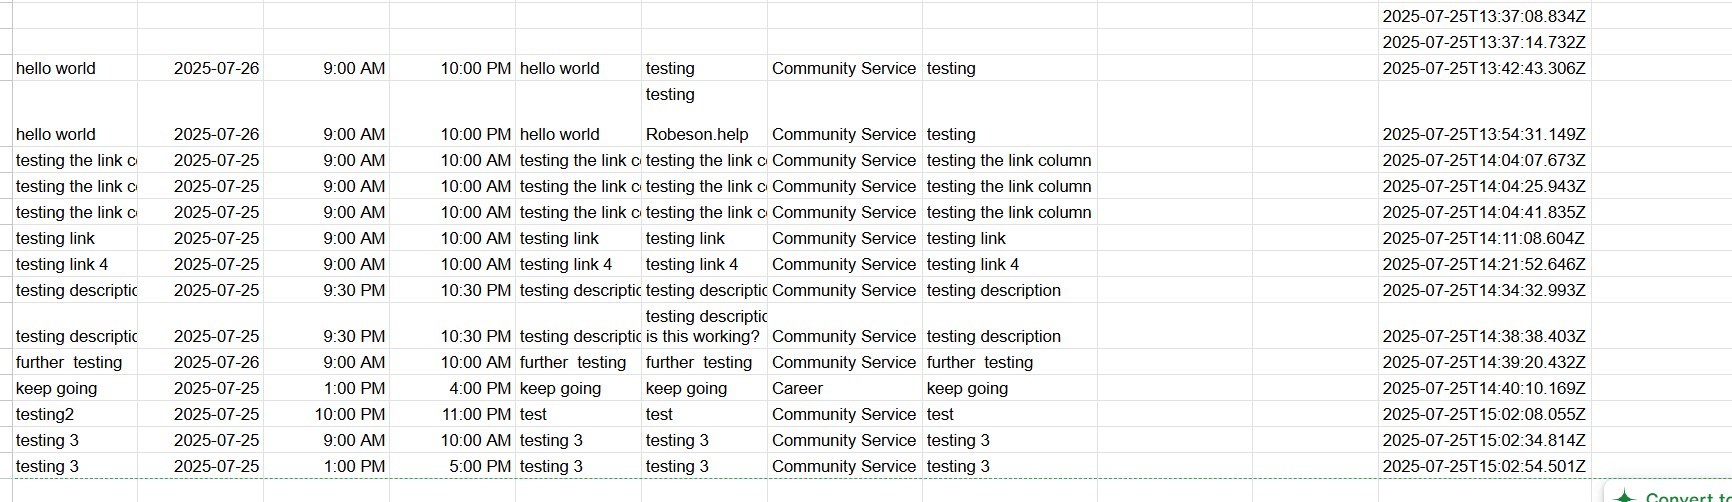 2025-07-25T13:37:08.834Z
2025-07-25T13:37:14.732Z
hello world 2025-07-26 9:00 AM 10:00 PM hello world testing Community Service testing 2025-07-25T13:42:43.306Z
testing
hello world 2025-07-26 9:00 AM 10:00 PM hello world Robeson.help Community Service testing 2025-07-25T13:54:31.149Z
testing the link c 2025-07-25 9:00 AM 10:00 AM testing the link c testing the link c Community Service testing the link column 2025-07-25T14:04:07.673Z
testing the link c 2025-07-25 9:00 AM 10:00 AM testing the link c testing the link c Community Service testing the link column 2025-07-25T14:04:25.943Z
testing the link c 2025-07-25 9:00 AM 10:00 AM testing the link c testing the link c Community Service testing the link column 2025-07-25T14:04:41.835Z
testing link 2025-07-25 9:00 AM 10:00 AM testing link testing link Community Service testing link 2025-07-25T14:11:08.604Z
testing link 4 2025-07-25 9:00 AM 10:00 AM testing link 4 testing link 4 Community Service testing link 4 2025-07-25T14:21:52.646Z
testing descriptic 2025-07-25 9:30 PM 10:30 PM testing descriptic testing descriptic Community Service testing description 2025-07-25T14:34:32.993Z
testing descriptic
testing descriptic 2025-07-25 9:30 PM 10:30 PM testing descriptic is this working? Community Service testing description 2025-07-25T14:38:38.403Z
further  testing 2025-07-26 9:00 AM 10:00 AM further  testing further  testing Community Service further  testing 2025-07-25T14:39:20.432Z
keep going 2025-07-25 1:00 PM 4:00 PM keep going keep going Career keep going 2025-07-25T14:40:10.169Z
testing2 2025-07-25 10:00 PM 11:00 PM test test Community Service test 2025-07-25T15:02:08.055Z
testing 3 2025-07-25 9:00 AM 10:00 AM testing 3 testing 3 Community Service testing 3 2025-07-25T15:02:34.814Z
testing 3 2025-07-25 1:00 PM 5:00 PM testing 3 testing 3 Community Service testing 3 2025-07-25T15:02:54.501Z
Convert to